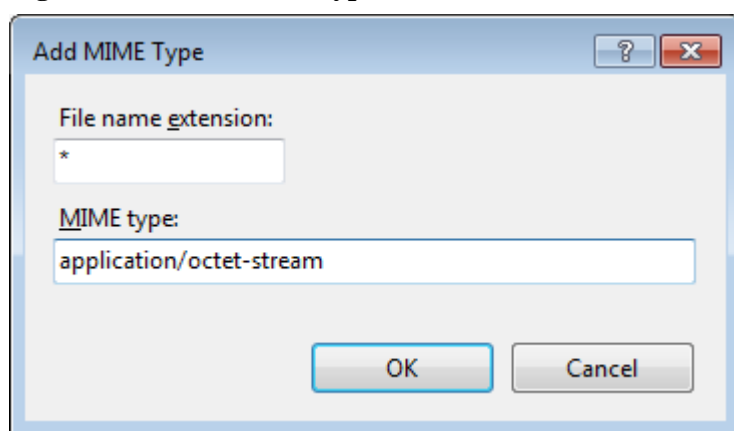 Add MIME Type
File name extension:
*
MIME type:
application/octet-stream
OK Cancel